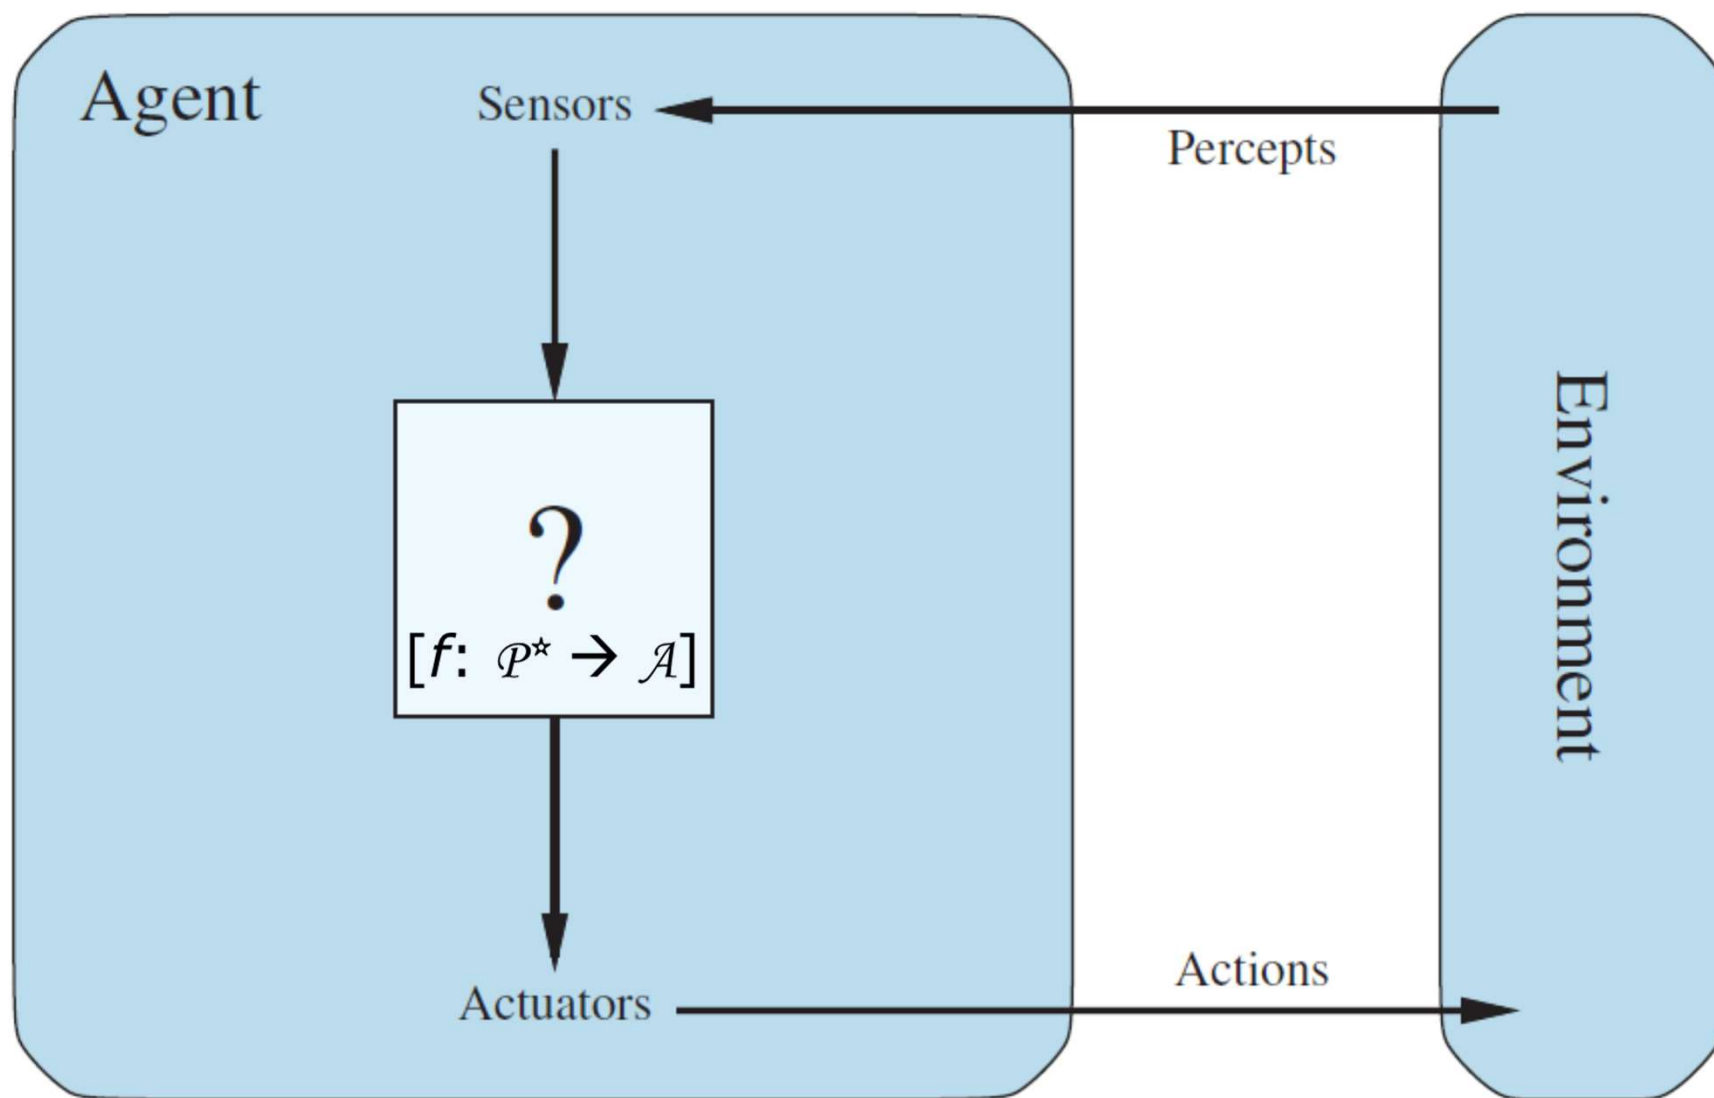 Agent
Sensors
Percepts
?
[f: 𝒫* → 𝒜]
Environment
Actions
Actuators